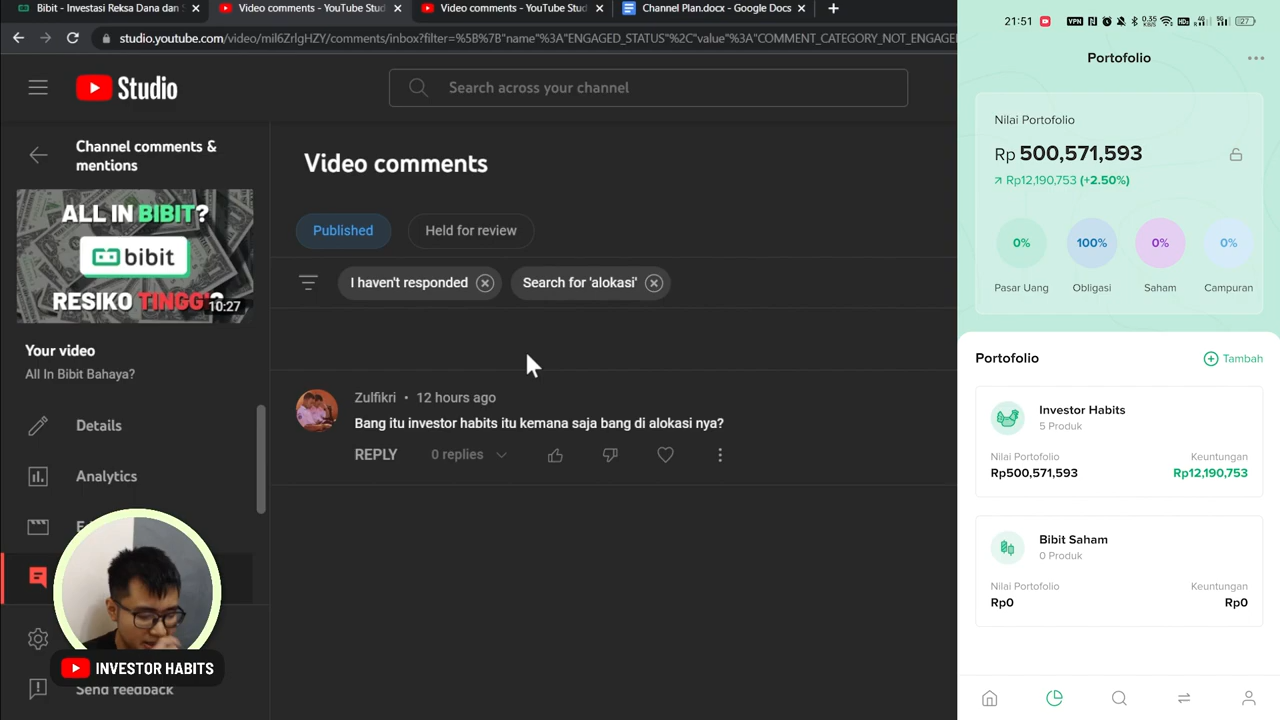 Bibit - Investasi Reksa Dana dan S
Video comments - YouTube Stud
Video comments - YouTube Stud
Channel Plan.docx - Google Docs
studio.youtube.com/video/mil6ZrlgHZY/comments/inbox?filter=%5B%7B"name"%3A"ENGAGED_STATUS"%2C"value"%3A"COMMENT_CATEGORY_NOT_ENGAGED
Studio
Search across your channel
Channel comments &
mentions
ALL IN BIBIT?
bibit
RESIKO TINGG
10:27
Your video
All In Bibit Bahaya?
Details
Analytics
Send feedback
INVESTOR HABITS
Video comments
Published
Held for review
I haven't responded
Search for 'alokasi'
Zulfikri • 12 hours ago
Bang itu investor habits itu kemana saja bang di alokasi nya?
REPLY
0 replies
21:51
VPN
0.35
KB/S
27
Portofolio
Nilai Portofolio
Rp 500,571,593
Rp12,190,753 (+2.50%)
0% 100% 0% 0%
Pasar Uang Obligasi Saham Campuran
Portofolio
Tambah
Investor Habits
5 Produk
Nilai Portofolio Keuntungan
Rp500,571,593 Rp12,190,753
Bibit Saham
0 Produk
Nilai Portofolio Keuntungan
Rp0 Rp0